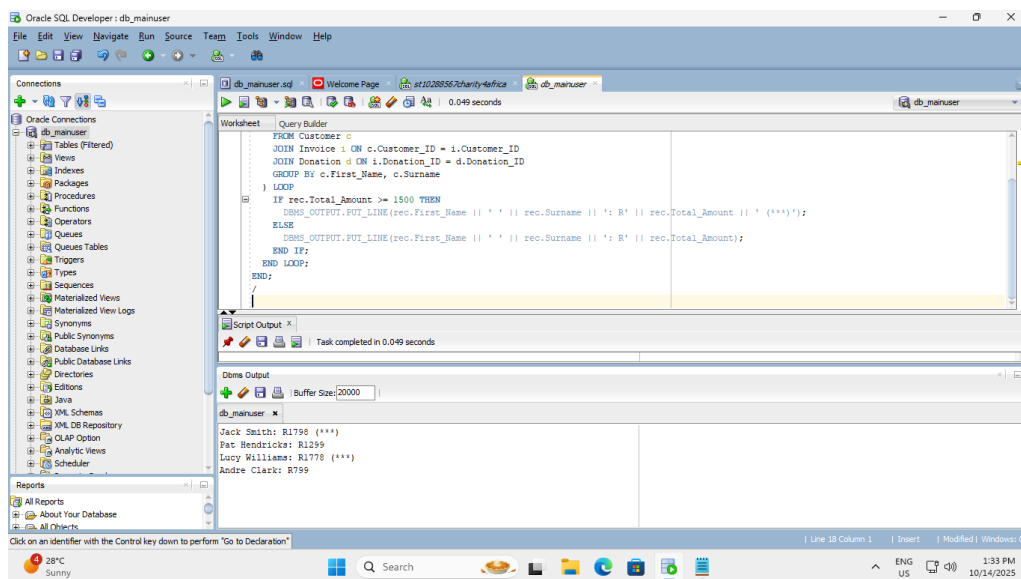 Oracle SQL Developer : db_mainuser
File Edit View Navigate Run Source Team Tools Window Help
Connections
db_mainuser.sql
Welcome Page
st10288567charity4africa
db_mainuser
0.049 seconds
db_mainuser
Worksheet Query Builder
Oracle Connections
db_mainuser
Tables (Filtered)
Views
Indexes
Packages
Procedures
Functions
Operators
Queues
Queues Tables
Triggers
Types
Sequences
Materialized Views
Materialized View Logs
Synonyms
Public Synonyms
Database Links
Public Database Links
Directories
Editions
Java
XML Schemas
XML DB Repository
OLAP Option
Analytic Views
Scheduler
FROM Customer c
JOIN Invoice i ON c.Customer_ID = i.Customer_ID
JOIN Donation d ON i.Donation_ID = d.Donation_ID
GROUP BY c.First_Name, c.Surname
) LOOP
IF rec.Total_Amount >= 1500 THEN
DBMS_OUTPUT.PUT_LINE(rec.First_Name || ' ' || rec.Surname || ': R' || rec.Total_Amount || ' (***)');
ELSE
DBMS_OUTPUT.PUT_LINE(rec.First_Name || ' ' || rec.Surname || ': R' || rec.Total_Amount);
END IF;
END LOOP;
END;
/
Script Output
Task completed in 0.049 seconds
Dbms Output
Buffer Size: 20000
db_mainuser
Jack Smith: R1798 (***)
Pat Hendricks: R1299
Lucy Williams: R1778 (***)
Andre Clark: R799
Reports
All Reports
About Your Database
All Objects
Click on an identifier with the Control key down to perform "Go to Declaration"
Line 18 Column 1 | Insert | Modified | Windows:
4
28°C
Sunny
Search
ENG
US
1:33 PM
10/14/2025